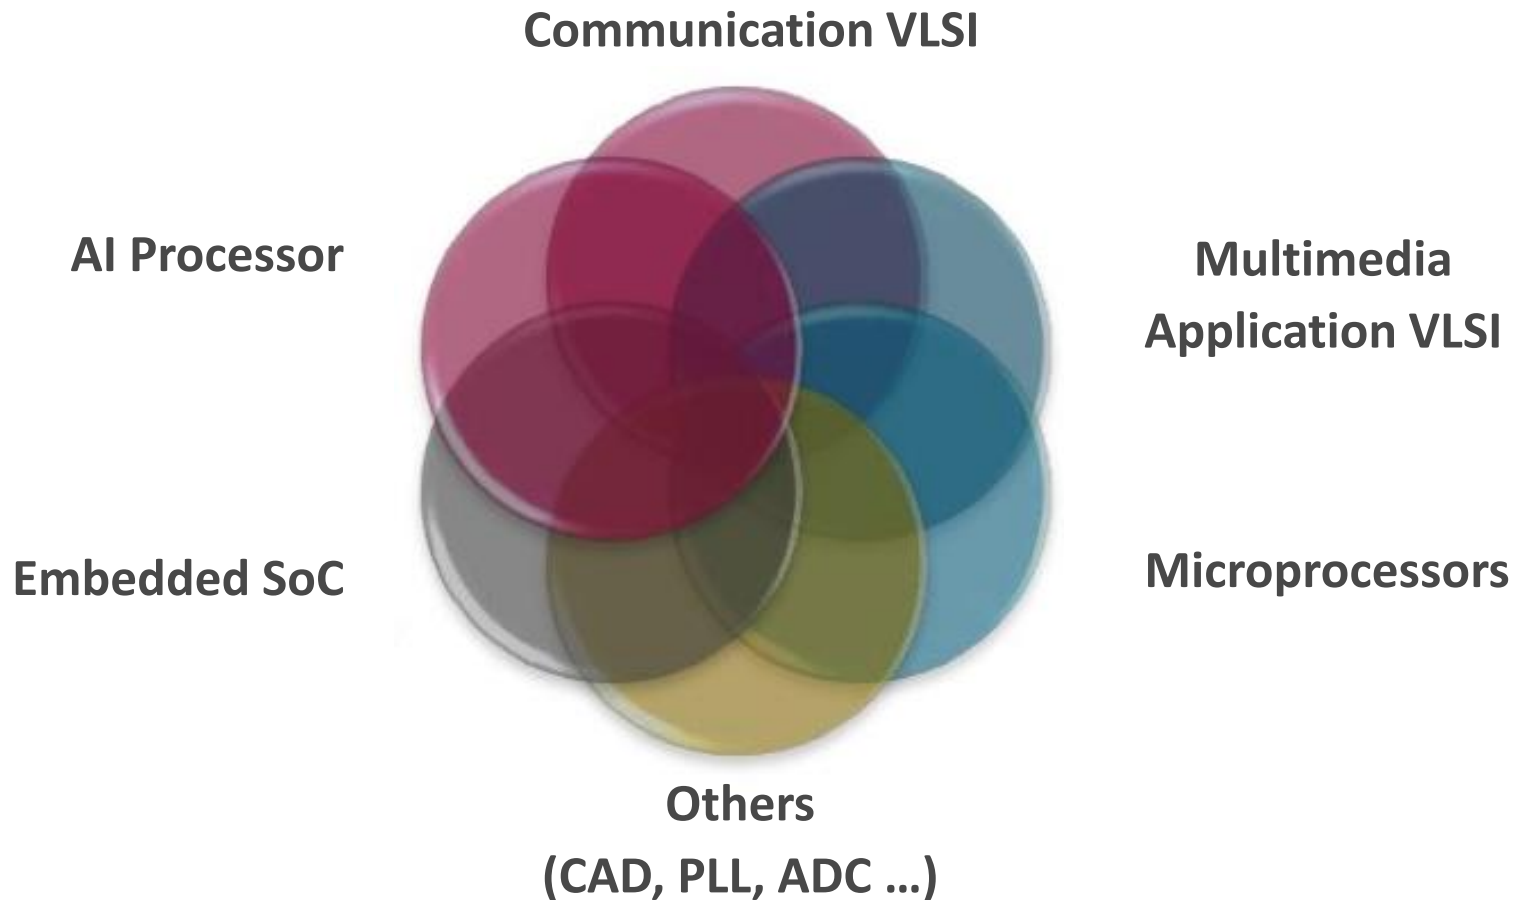 Communication VLSI
AI Processor
Multimedia
Application VLSI
Embedded SoC
Microprocessors
Others
(CAD, PLL, ADC ...)